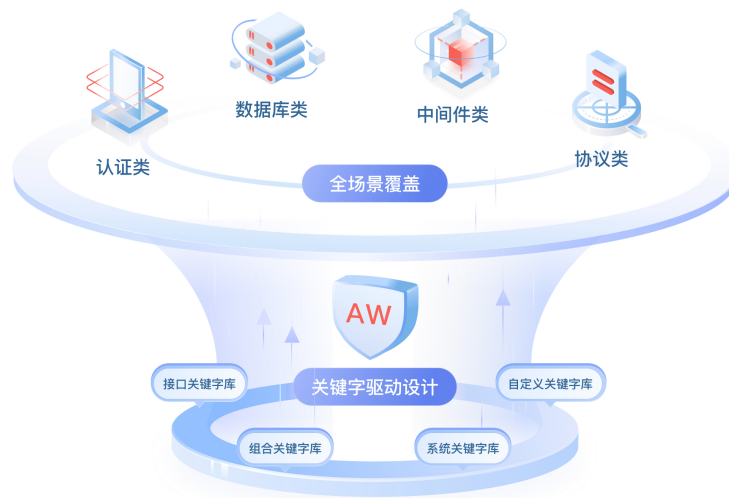 数据库类
中间件类
认证类
协议类
全场景覆盖
AW
接口关键字库
关键字驱动设计
自定义关键字库
组合关键字库
系统关键字库